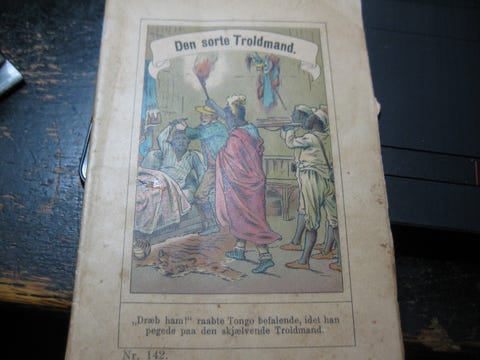 Den sorte Troldmand.
„Dræb ham!“ raabte Tongo befalende, idet han
pegede paa den skjælvende Troldmand.
Nr. 142.